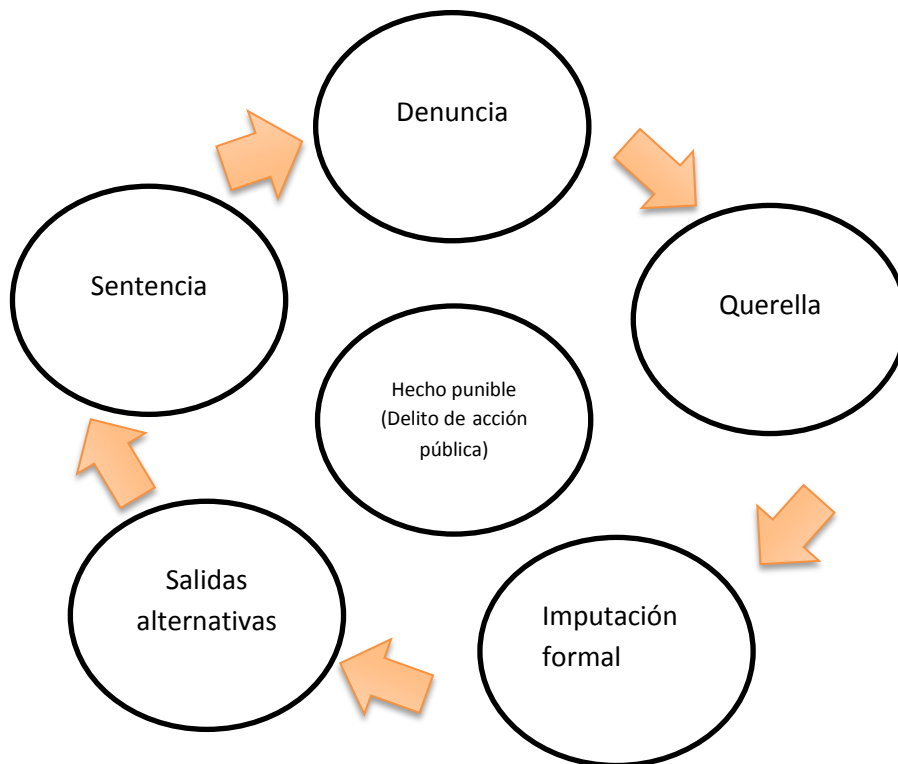 Denuncia
Querella
Imputación
formal
Salidas
alternativas
Sentencia
Hecho punible
(Delito de acción
pública)